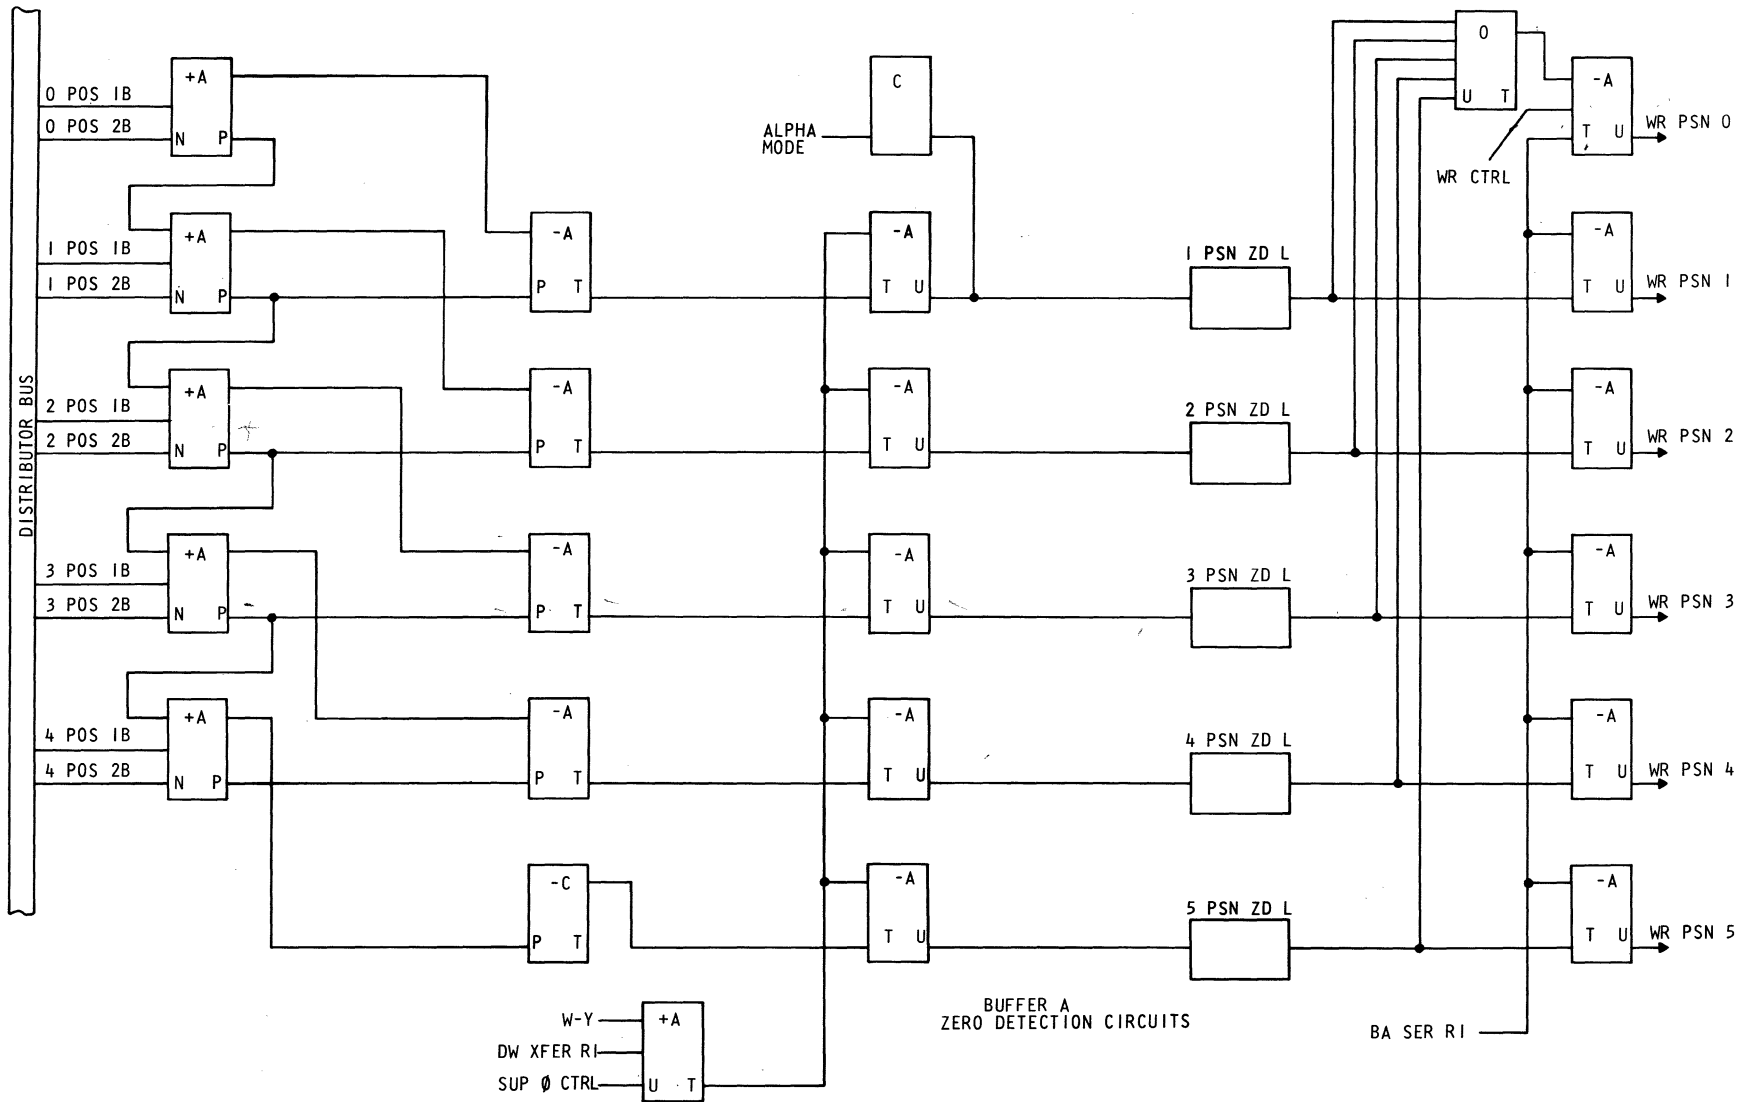 DISTRIBUTOR BUS
0 POS 1B
0 POS 2B
+A
N P
1 POS 1B
1 POS 2B
+A
N P
2 POS 1B
2 POS 2B
+A
N P
3 POS 1B
3 POS 2B
+A
N P
4 POS 1B
4 POS 2B
+A
N P
-A
P T
-A
P T
-A
P T
-A
P T
-C
P T
W-Y
DW XFER RI
SUP Ø CTRL
+A
U T
ALPHA
MODE
C
-A
T U
-A
T U
-A
T U
-A
T U
-A
T U
1 PSN ZD L
2 PSN ZD L
3 PSN ZD L
4 PSN ZD L
5 PSN ZD L
BUFFER A
ZERO DETECTION CIRCUITS
O
U T
WR CTRL
BA SER RI
-A
T U
WR PSN 0
-A
T U
WR PSN 1
-A
T U
WR PSN 2
-A
T U
WR PSN 3
-A
T U
WR PSN 4
-A
T U
WR PSN 5